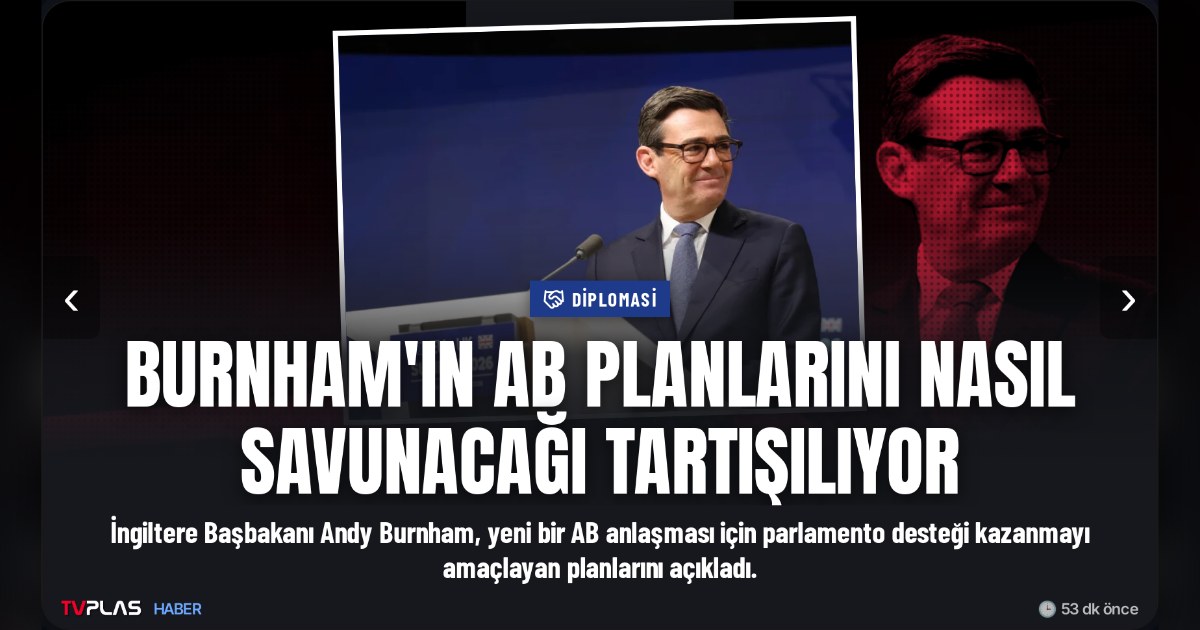 DİPLOMASİ
BURNHAM'IN AB PLANLARINI NASIL
SAVUNACAĞI TARTIŞILIYOR
İngiltere Başbakanı Andy Burnham, yeni bir AB anlaşması için parlamento desteği kazanmayı
amaçlayan planlarını açıkladı.
TVPLAS HABER
53 dk önce